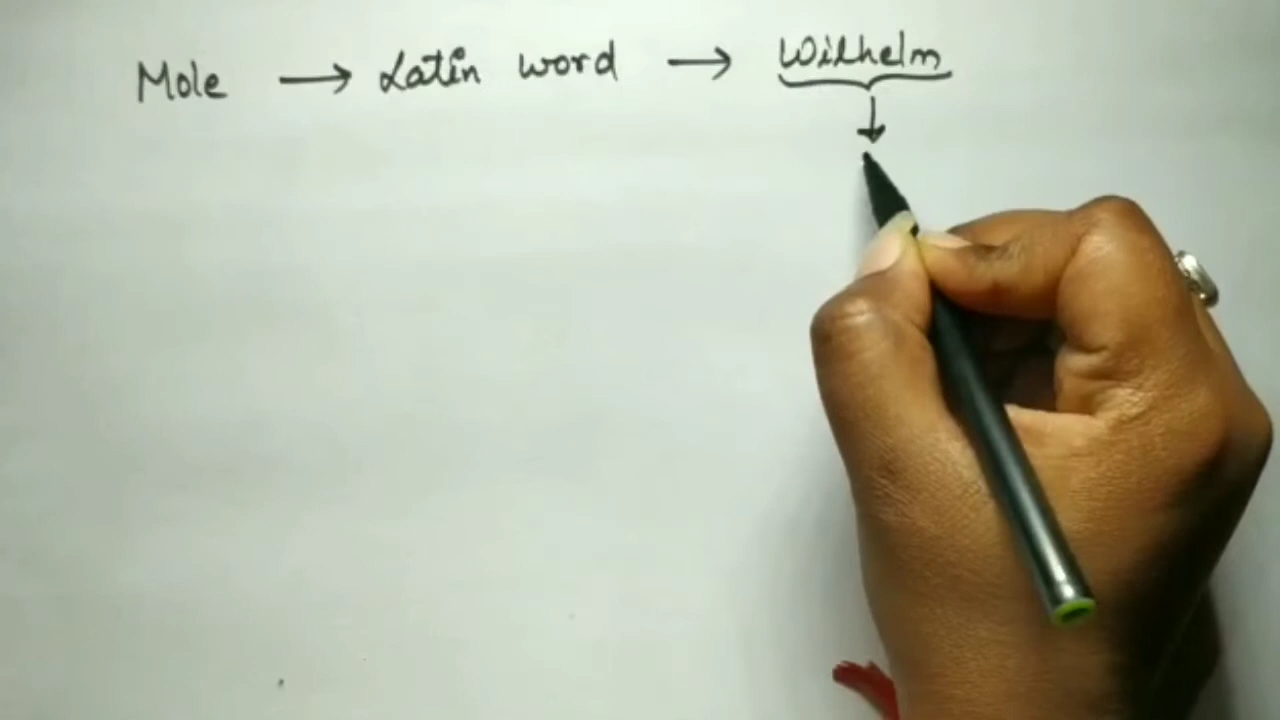 Mole → Latin word → Wilhelm
↓